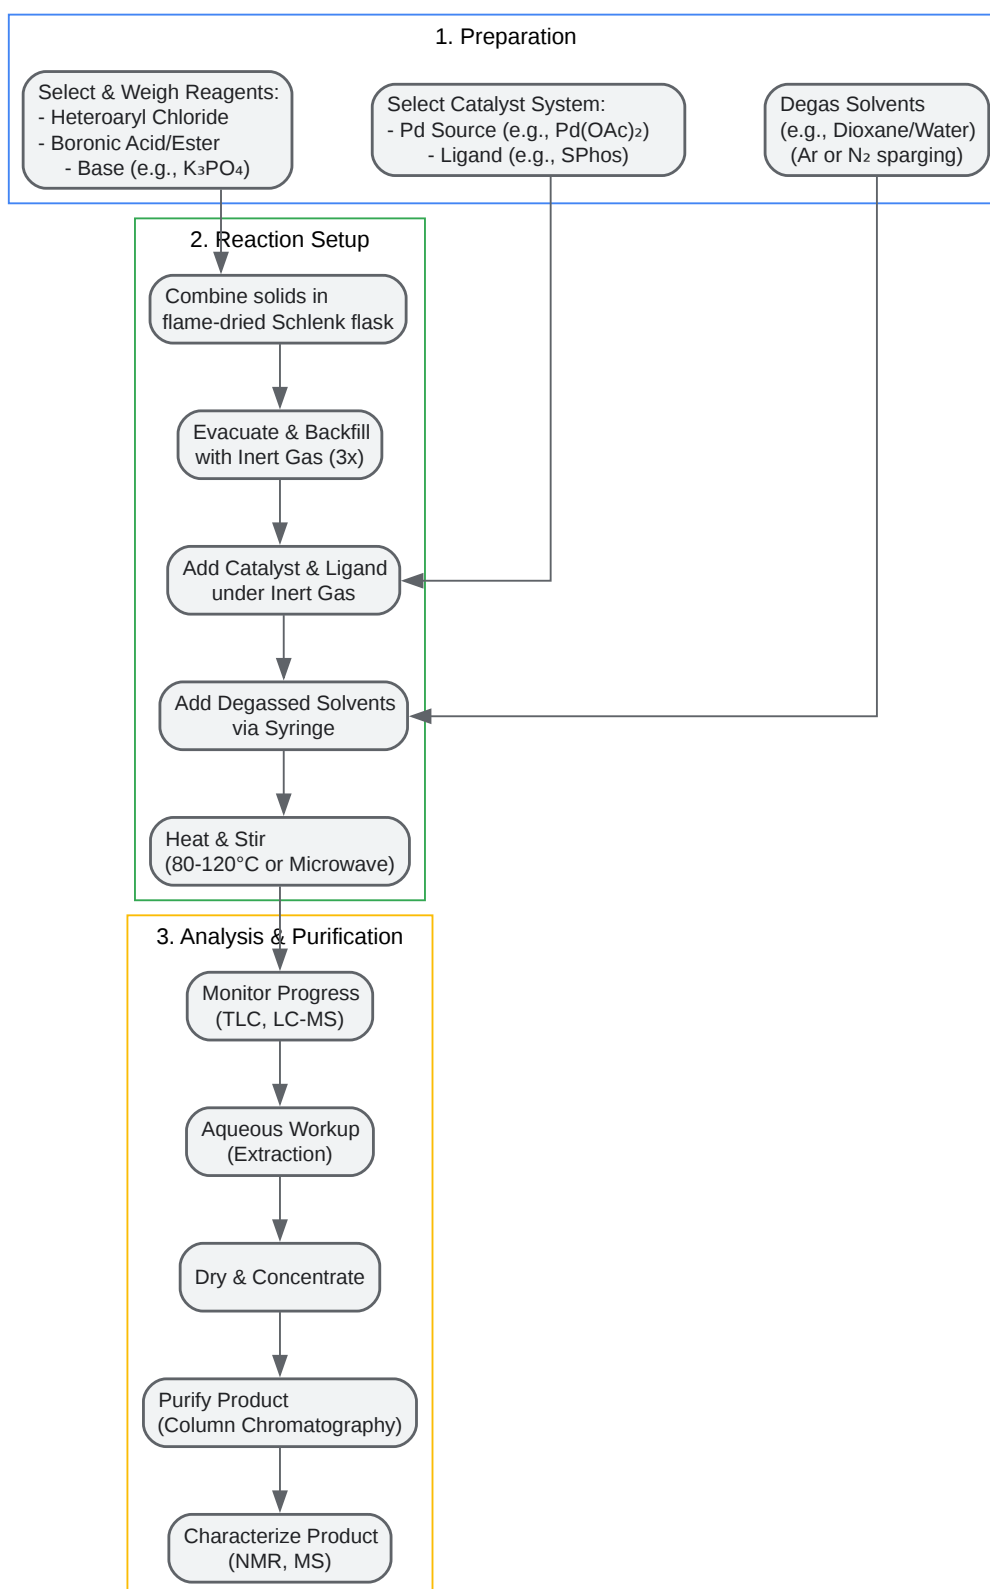 1. Preparation
Select & Weigh Reagents:
- Heteroaryl Chloride
- Boronic Acid/Ester
- Base (e.g., K₃PO₄)
Select Catalyst System:
- Pd Source (e.g., Pd(OAc)₂)
- Ligand (e.g., SPhos)
Degas Solvents
(e.g., Dioxane/Water)
(Ar or N₂ sparging)
2. Reaction Setup
Combine solids in
flame-dried Schlenk flask
Evacuate & Backfill
with Inert Gas (3x)
Add Catalyst & Ligand
under Inert Gas
Add Degassed Solvents
via Syringe
Heat & Stir
(80-120°C or Microwave)
3. Analysis & Purification
Monitor Progress
(TLC, LC-MS)
Aqueous Workup
(Extraction)
Dry & Concentrate
Purify Product
(Column Chromatography)
Characterize Product
(NMR, MS)